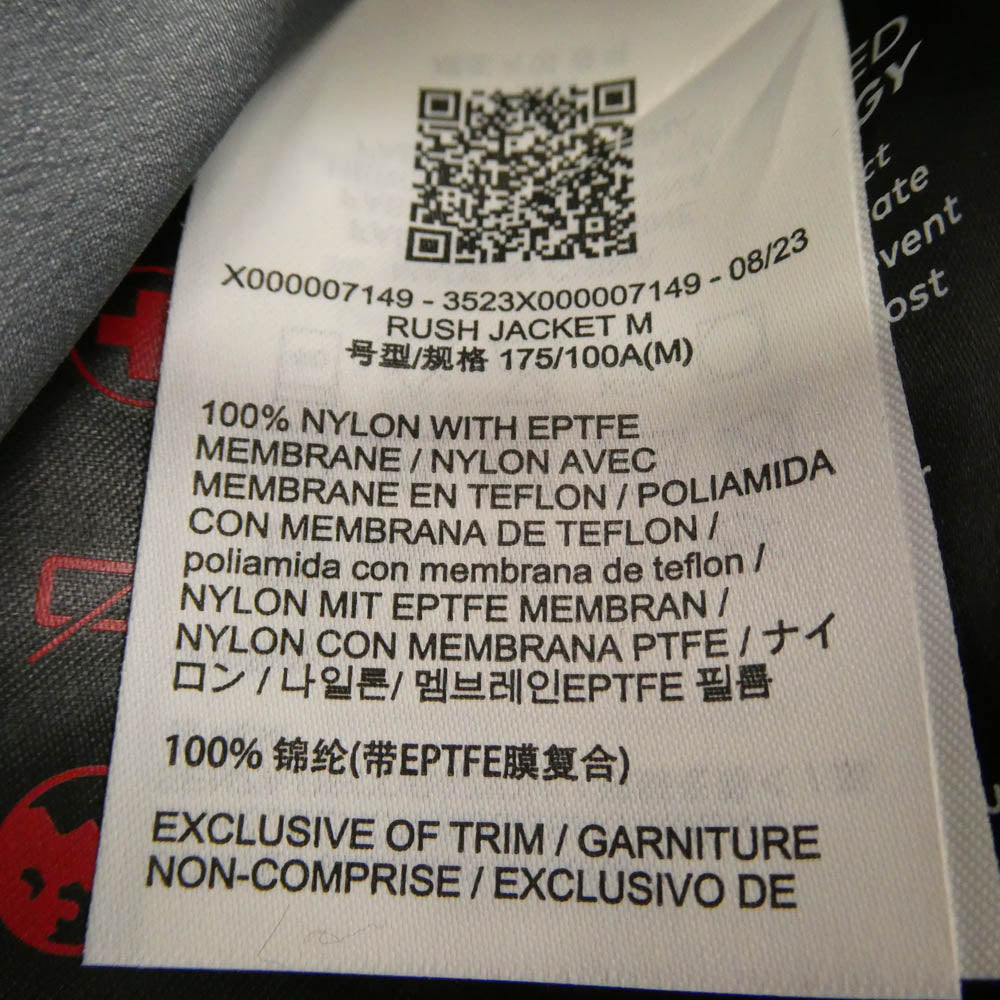 X000007149 - 3523X000007149 - 08/23
RUSH JACKET M
号型/规格 175/100A(M)
100% NYLON WITH EPTFE
MEMBRANE / NYLON AVEC
MEMBRANE EN TEFLON / POLIAMIDA
CON MEMBRANA DE TEFLON /
poliamida con membrana de teflon /
NYLON MIT EPTFE MEMBRAN /
NYLON CON MEMBRANA PTFE / ナイ
ロン / 나일론/ 멤브레인EPTFE 필름
100% 锦纶(带EPTFE膜复合)
EXCLUSIVE OF TRIM / GARNITURE
NON-COMPRISE / EXCLUSIVO DE